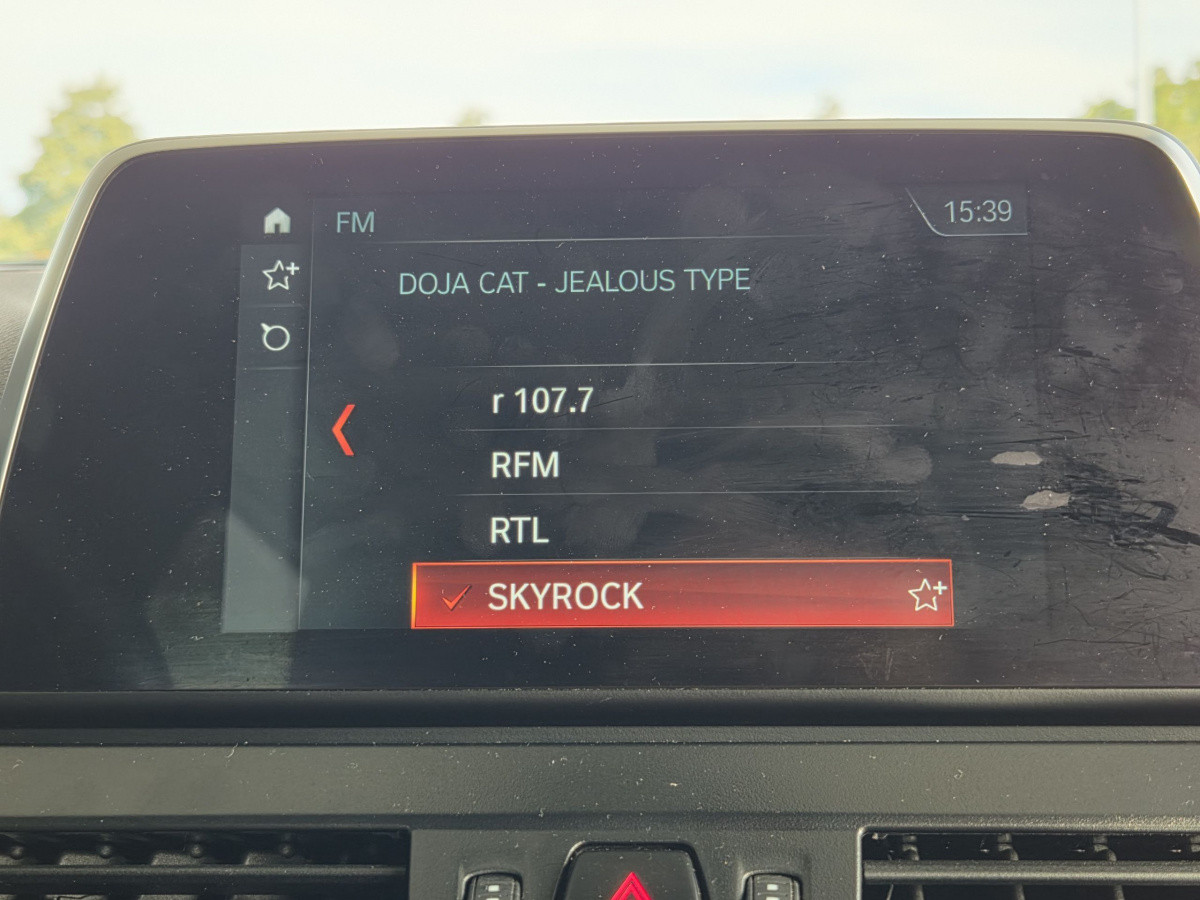 FM
15:39
DOJA CAT - JEALOUS TYPE
r 107.7
RFM
RTL
SKYROCK